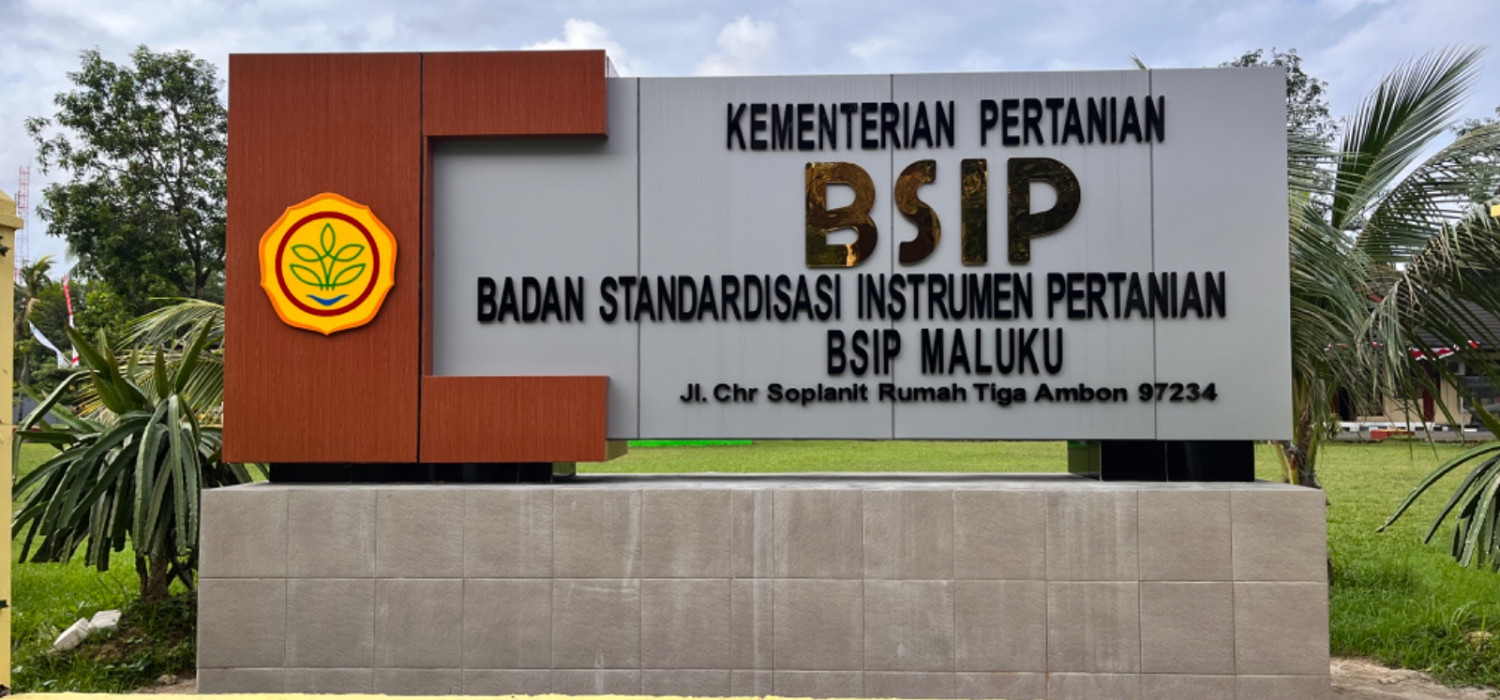 KEMENTERIAN PERTANIAN
BSIP
BADAN STANDARDISASI INSTRUMEN PERTANIAN
BSIP MALUKU
Jl. Chr Soplanit Rumah Tiga Ambon 97234